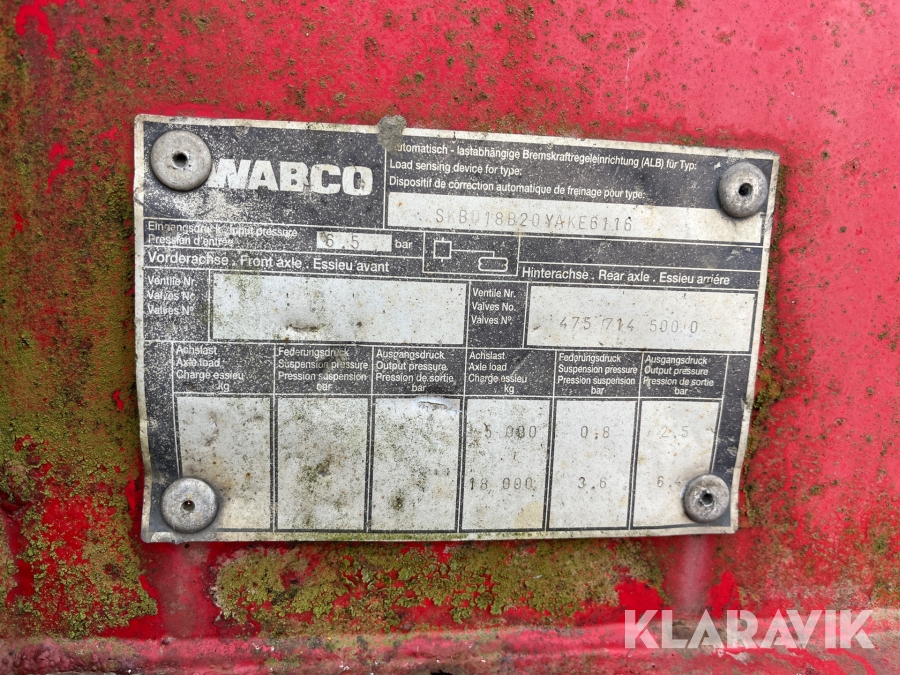 WABCO
Automatisch - lastabhängige Bremskraftregeleinrichtung (ALB) für Typ:
Load sensing device for type:
Dispositif de correction automatique de freinage pour type:
SKB018B20YAKE6116
Eingangsdruck . Input pressure
Pression d'entrée
6.5 bar
Vorderachse . Front axle . Essieu avant
Hinterachse . Rear axle . Essieu arriére
Ventile Nr.
Valves No.
Valves Nº
Ventile Nr.
Valves No.
Valves Nº
475 714 500 0
Achslast
Axle load
Charge essieu
kg
Federungsdruck
Suspension pressure
Pression suspension
bar
Ausgangsdruck
Output pressure
Pression de sortie
bar
Achslast
Axle load
Charge essieu
kg
Federungsdruck
Suspension pressure
Pression suspension
bar
Ausgangsdruck
Output pressure
Pression de sortie
bar
5 000 0.8 2.5
18 000 3.6
KLARAVIK